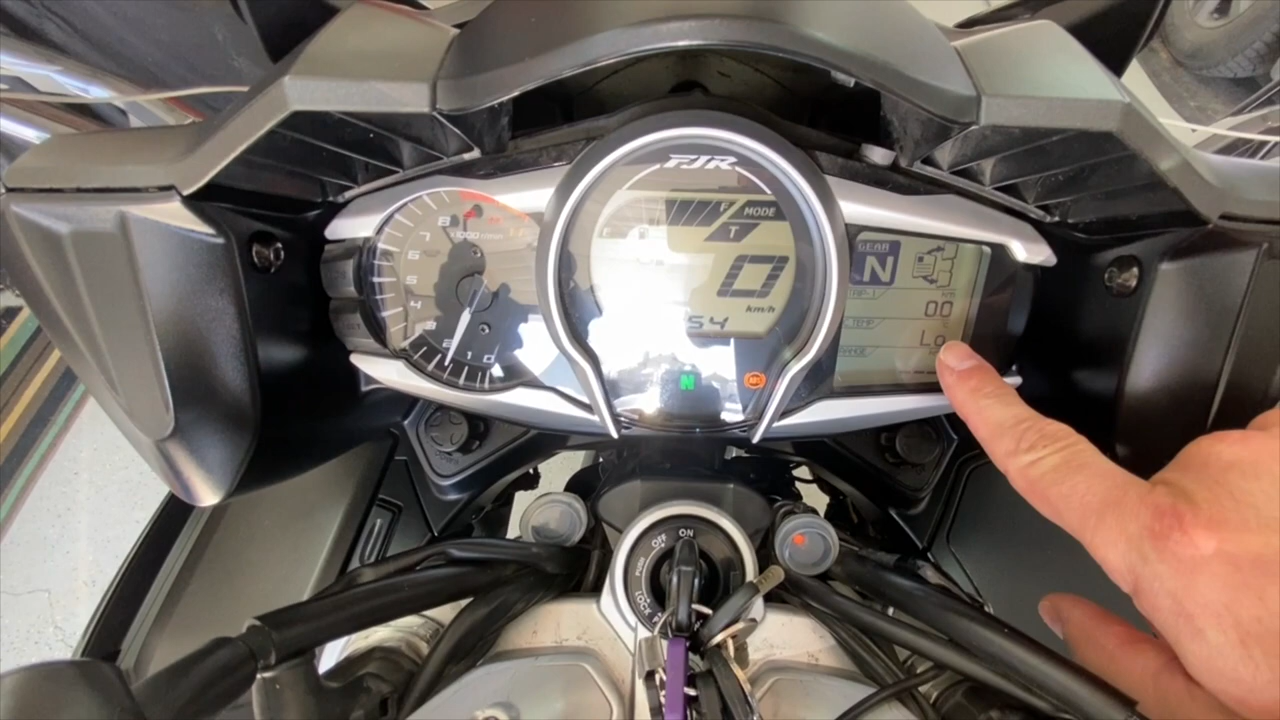 FJR
8
x1000 r/min
7
6
5
4
3
2
1
0
F
MODE
T
0
km/h
54
N
ABS
GEAR
N
TRIP-1
00
C.TEMP
°C
Lo
RANGE
ON
OFF
PUSH
LOCK